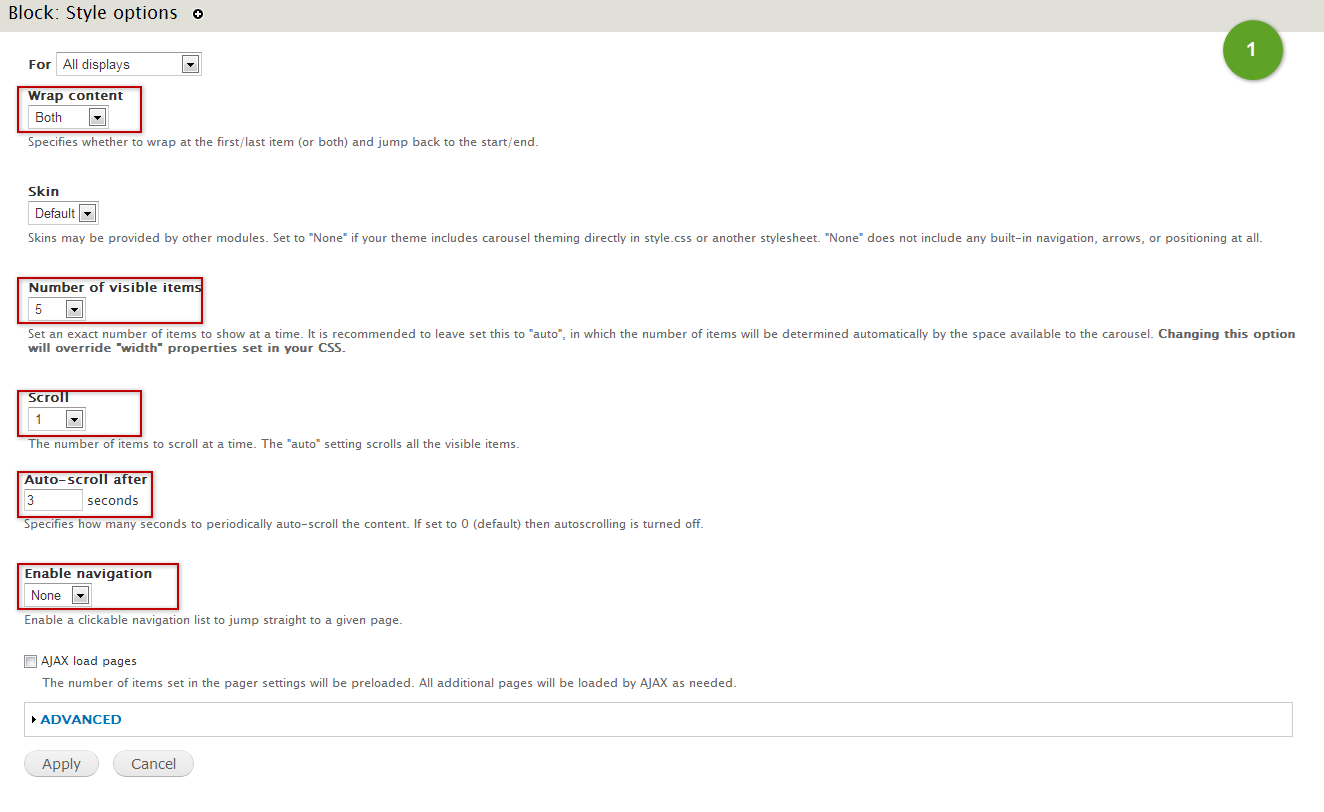 Block: Style options
1
For All displays
Wrap content
Both
Specifies whether to wrap at the first/last item (or both) and jump back to the start/end.
Skin
Default
Skins may be provided by other modules. Set to "None" if your theme includes carousel theming directly in style.css or another stylesheet. "None" does not include any built-in navigation, arrows, or positioning at all.
Number of visible items
5
Set an exact number of items to show at a time. It is recommended to leave set this to "auto", in which the number of items will be determined automatically by the space available to the carousel. Changing this option
will override "width" properties set in your CSS.
Scroll
1
The number of items to scroll at a time. The "auto" setting scrolls all the visible items.
Auto-scroll after
3 seconds
Specifies how many seconds to periodically auto-scroll the content. If set to 0 (default) then autoscrolling is turned off.
Enable navigation
None
Enable a clickable navigation list to jump straight to a given page.
AJAX load pages
The number of items set in the pager settings will be preloaded. All additional pages will be loaded by AJAX as needed.
ADVANCED
Apply Cancel